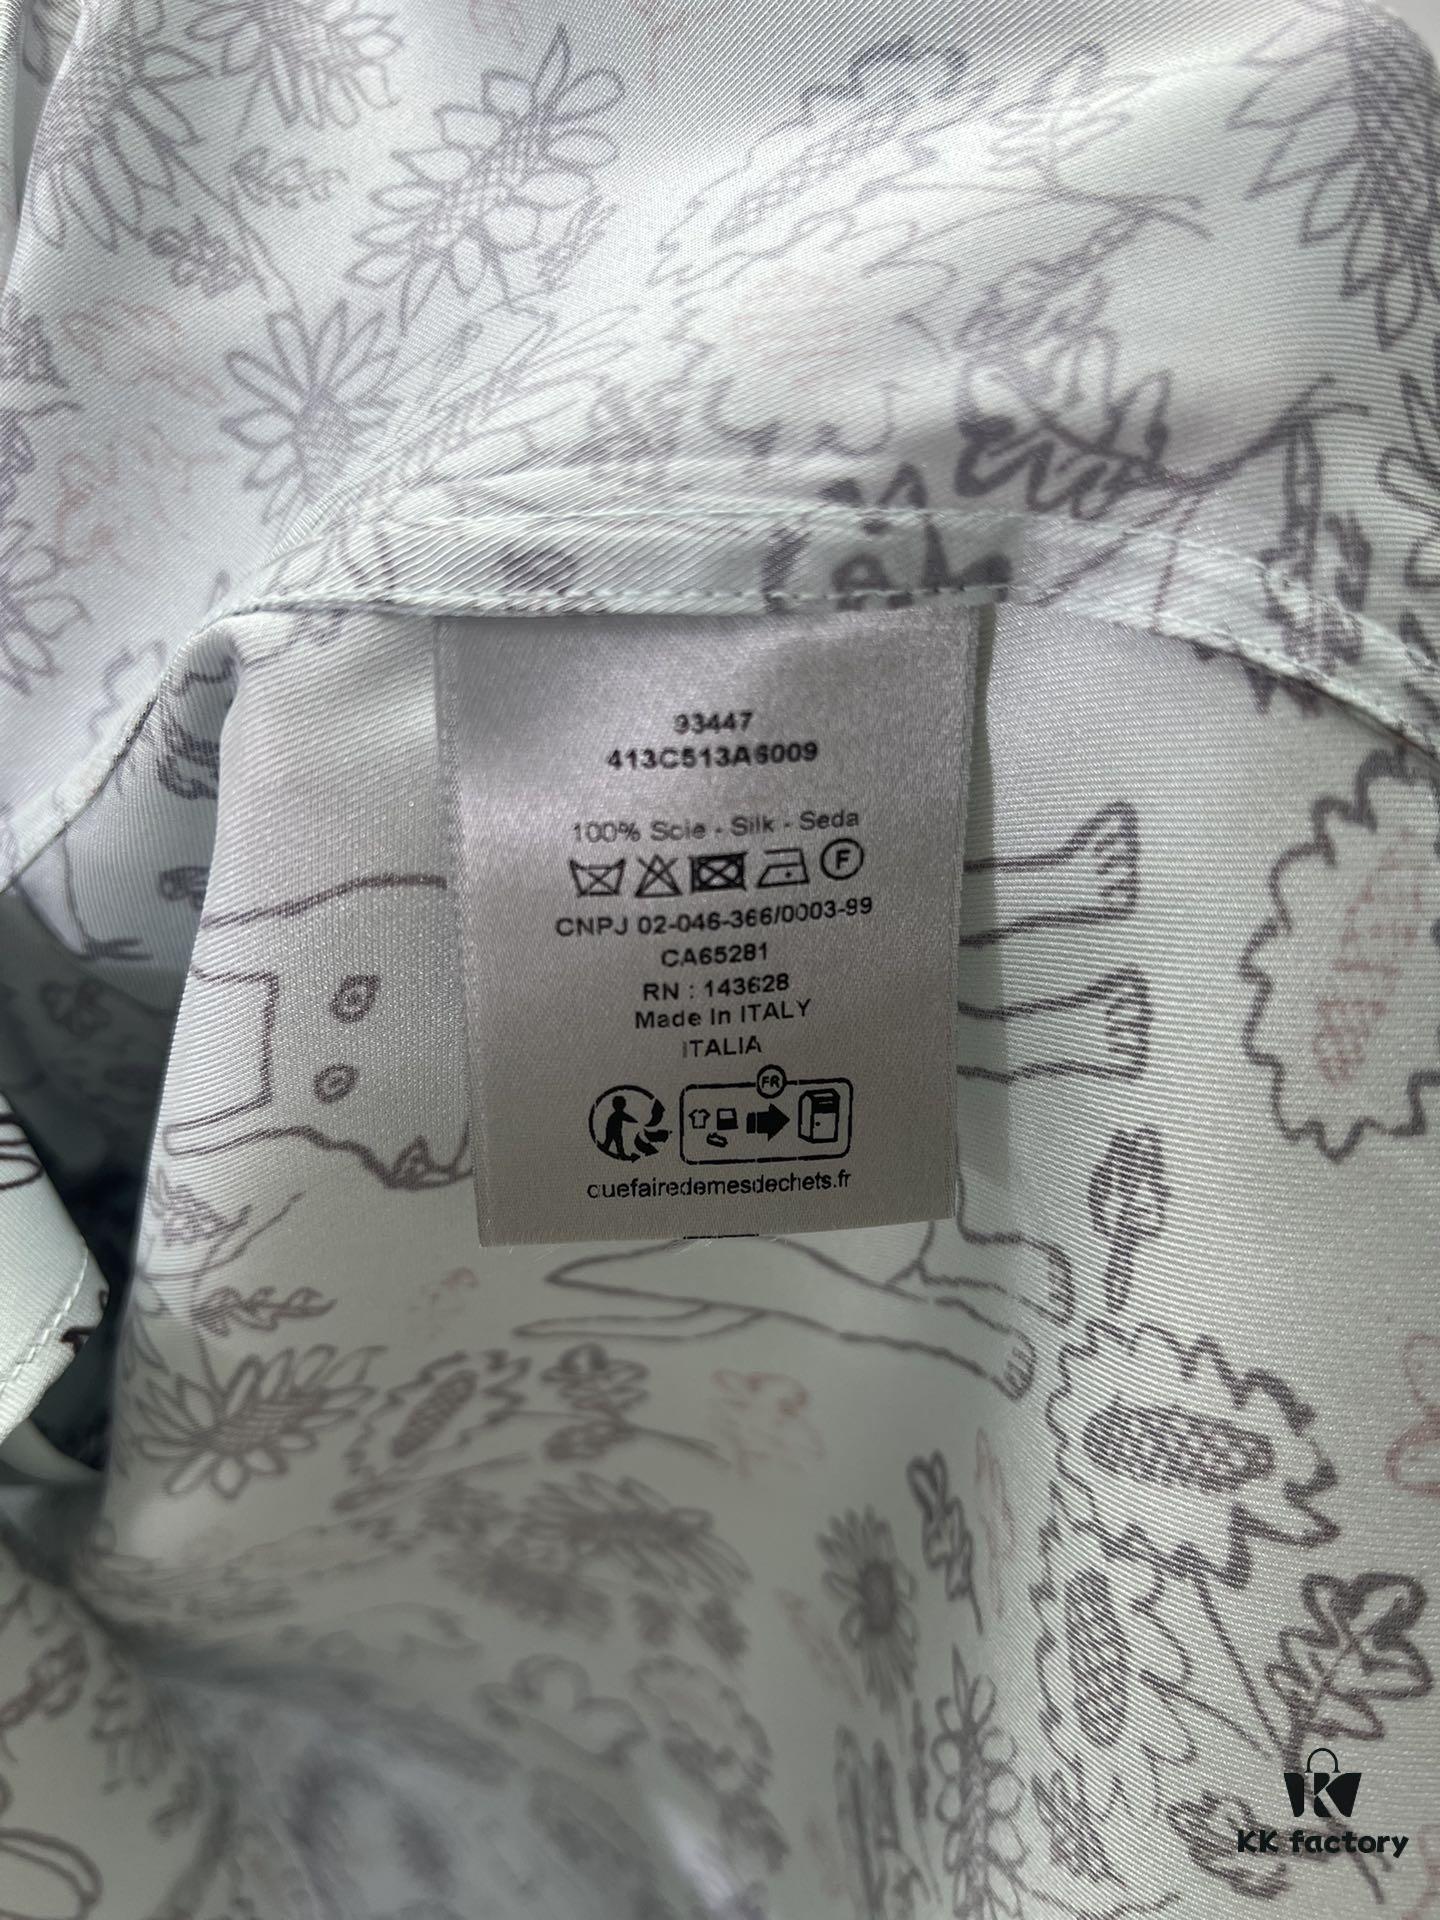 93447
413C513A6009
100% Soie - Silk - Seda
F
CNPJ 02-046-366/0003-99
CA65281
RN : 143628
Made In ITALY
ITALIA
FR
quefairedemesdechets.fr
KK factory